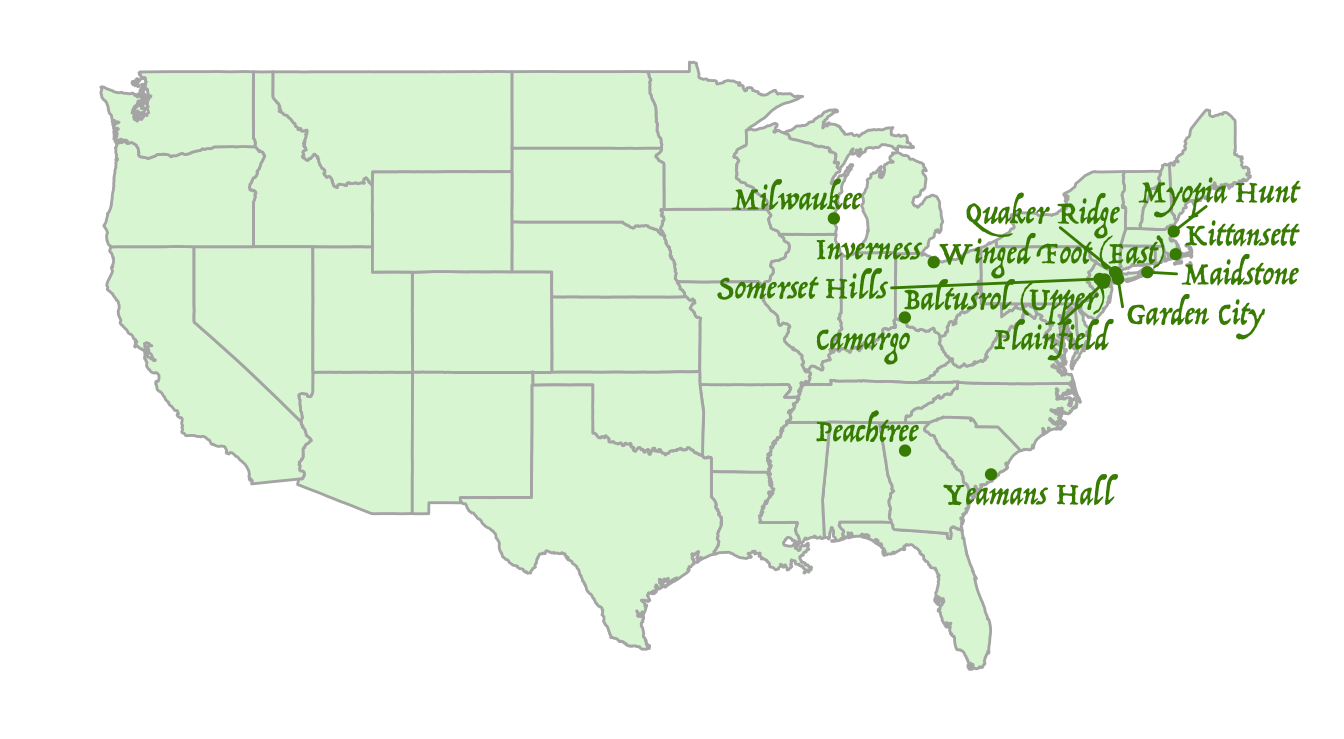 Myopia Hunt
Milwaukee
Quaker Ridge
Kittansett
Inverness
Winged Foot (East)
Maidstone
Somerset Hills
Baltusrol (Upper)
Garden City
Camargo
Plainfield
Peachtree
Yeamans Hall